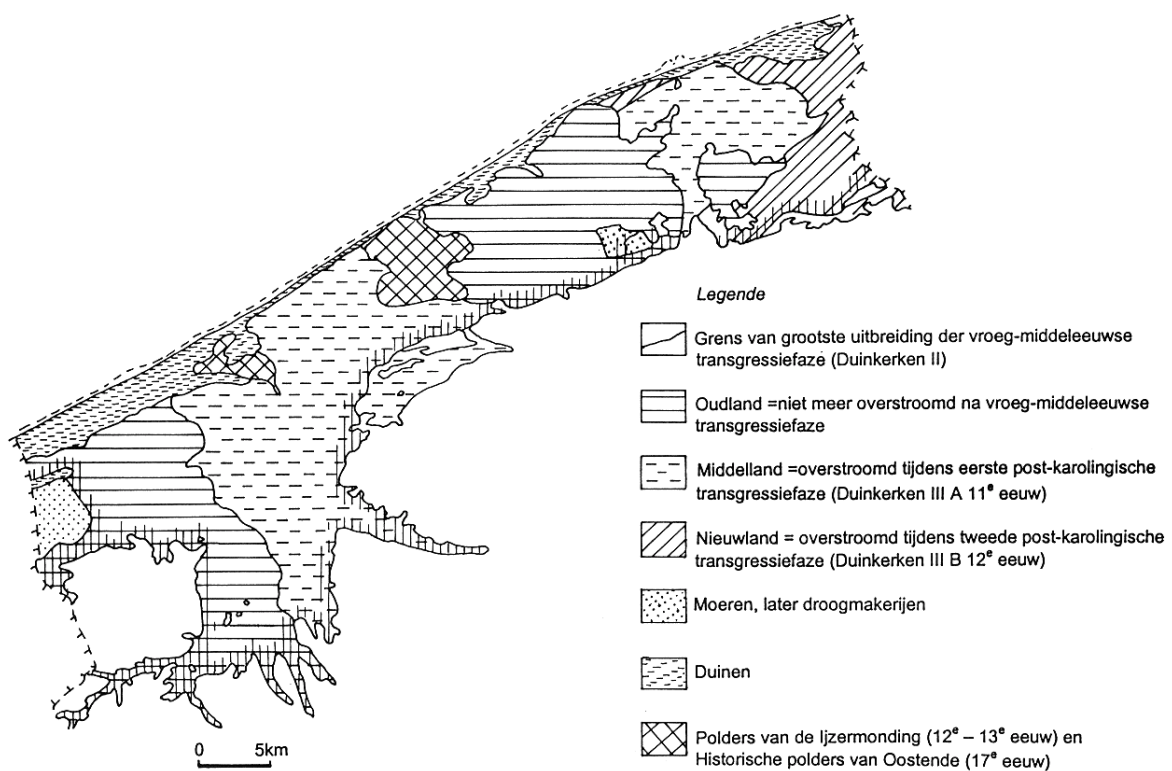 Legende
Grens van grootste uitbreiding der vroeg-middeleeuwse
transgressiefaze (Duinkerken II)
Oudland =niet meer overstroomd na vroeg-middeleeuwse
transgressiefaze
Middelland =overstroomd tijdens eerste post-karolingische
transgressiefaze (Duinkerken III A 11e eeuw)
Nieuwland = overstroomd tijdens tweede post-karolingische
transgressiefaze (Duinkerken III B 12e eeuw)
Moeren, later droogmakerijen
Duinen
Polders van de Ijzermonding (12e – 13e eeuw) en
Historische polders van Oostende (17e eeuw)
0 5km